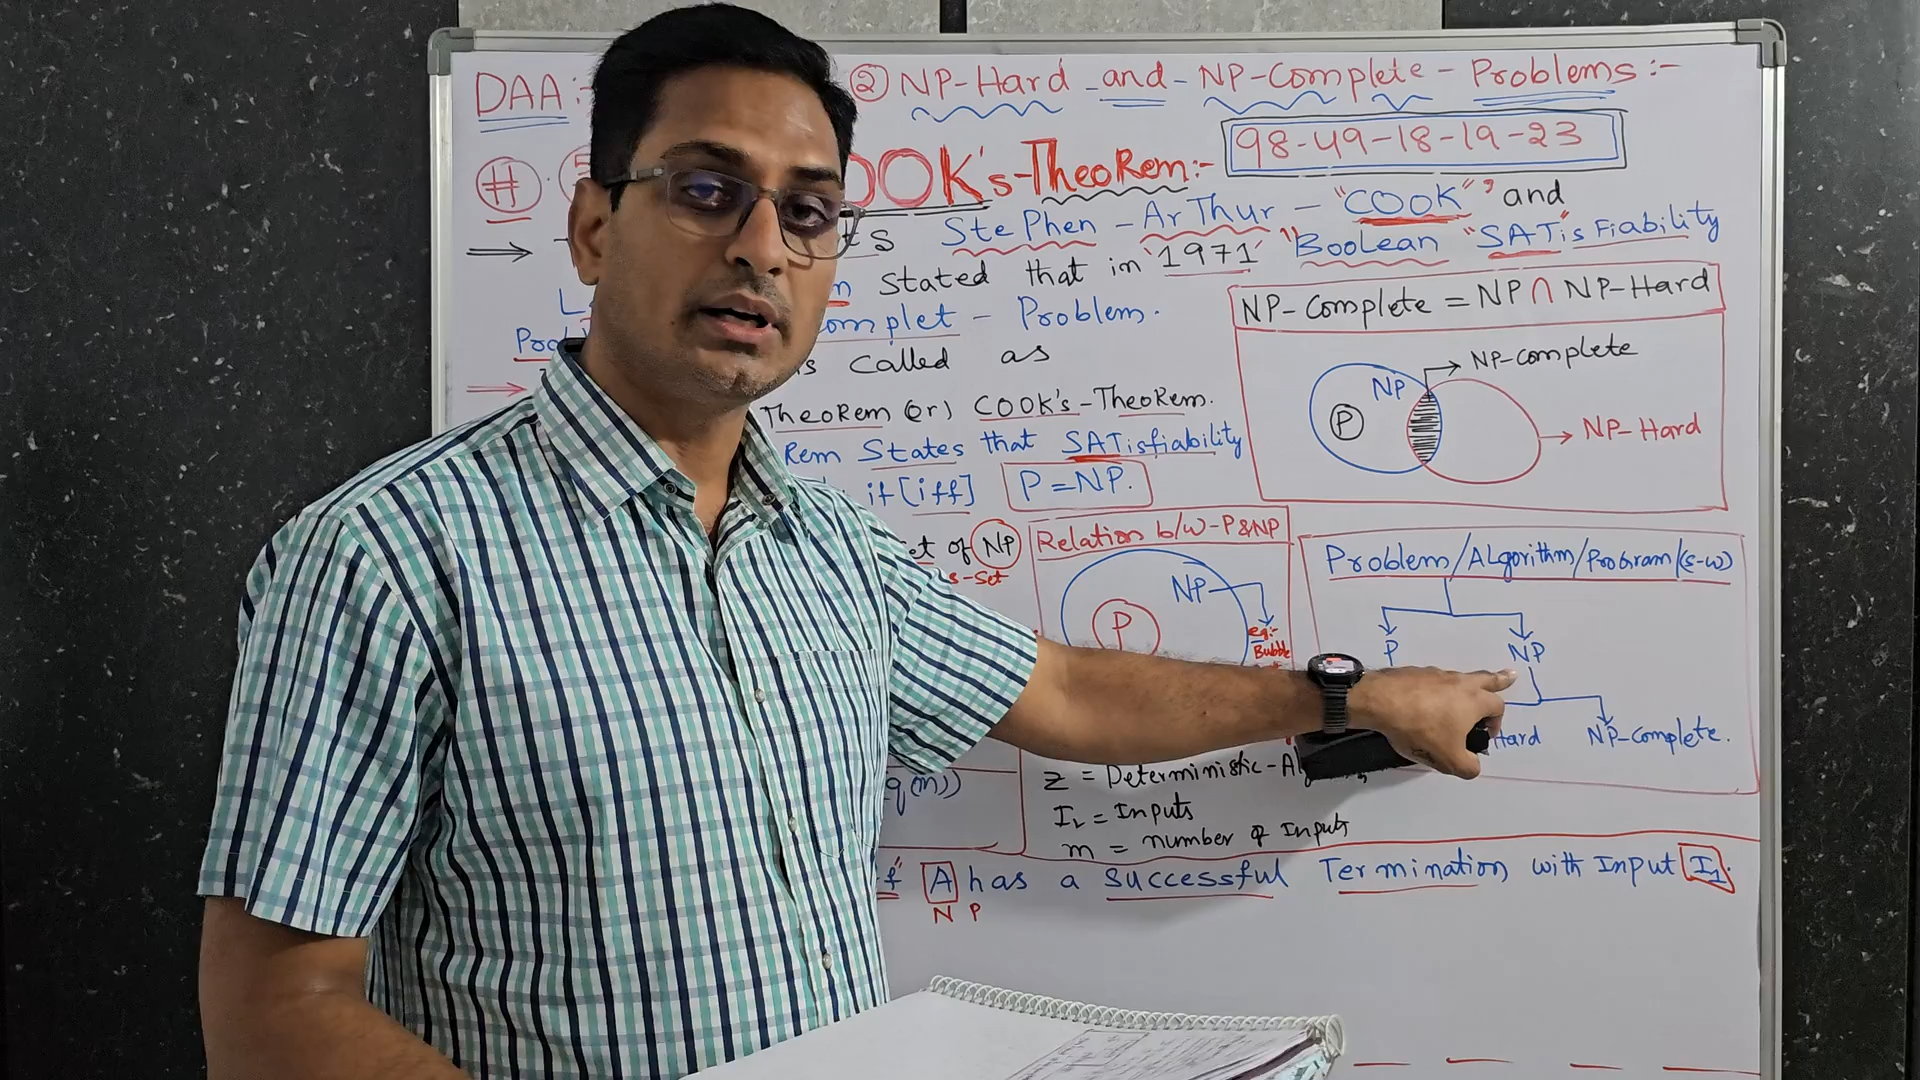 DAA:- ② NP-Hard - and - NP-Complete - Problems:-
# OOK's-TheoRem:- 98-49-18-19-23
StePhen - ArThur - "COOK" and
Stated that in '1971' "Boolean "SATisFiability
omplet - Problem.
is called as
TheoRem (or) COOK's-TheoRem.
Rem States that SATisfiability
if [iff] P=NP.
NP-Complete = NP ∩ NP-Hard
NP-complete
NP
P
NP-Hard
et of NP
s-Set
Relation b/w-P&NP
NP
P
eg:-
Bubble
Problem/Algorithm/Program/(s-w)
P NP
Hard NP-complete.
q(m))
z = Deterministic-Al
I₁ = Inputs
m = number of Inputs
A has a successful Termination with Input I₁.
N P